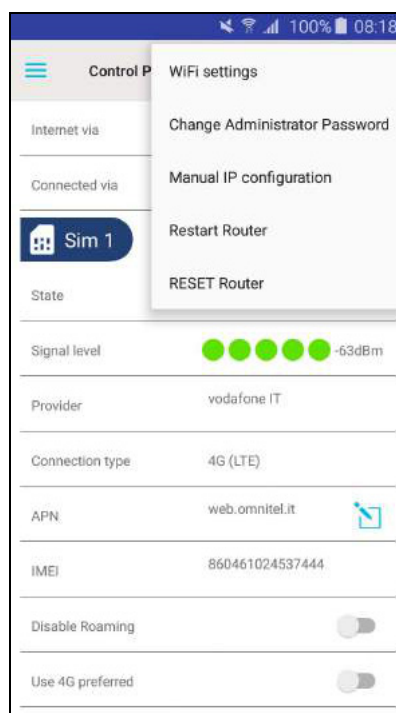 100% 08:18
Control P
WiFi settings
Change Administrator Password
Manual IP configuration
Restart Router
RESET Router
Internet via
Connected via
Sim 1
State
Signal level -63dBm
Provider vodafone IT
Connection type 4G (LTE)
APN web.omnitel.it
IMEI 860461024537444
Disable Roaming
Use 4G preferred